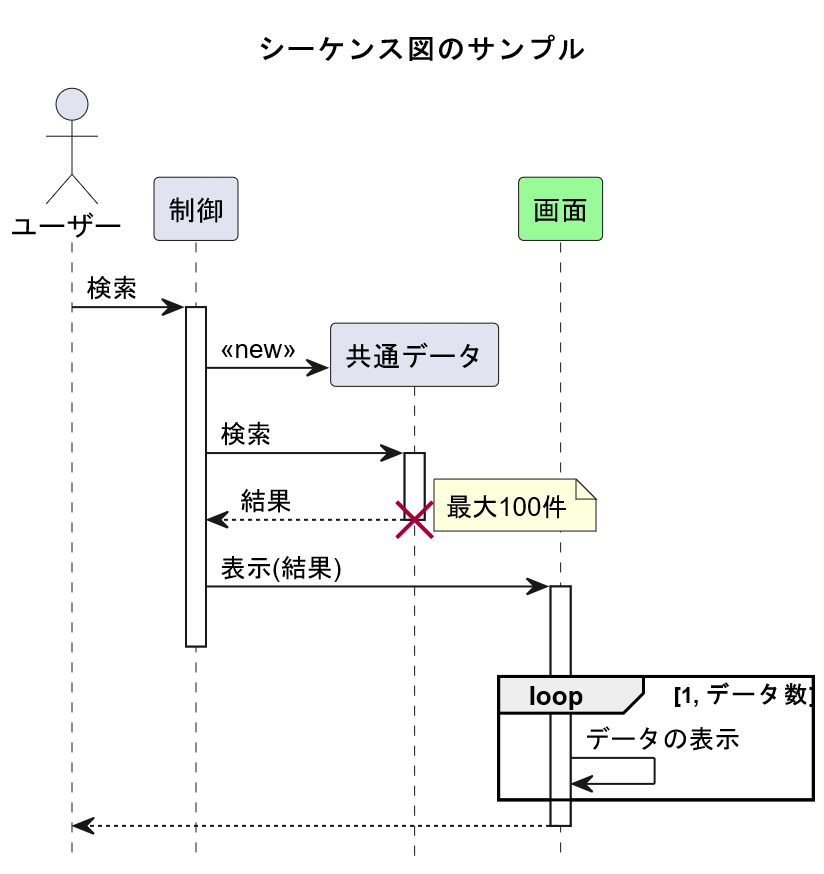 シーケンス図のサンプル
ユーザー
制御
画面
検索
«new»
共通データ
検索
結果
最大100件
表示(結果)
loop
[1, データ数]
データの表示